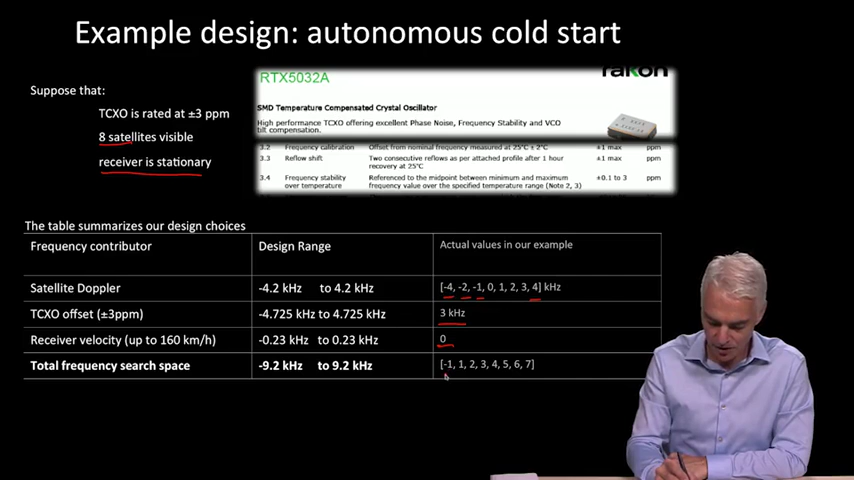 Example design: autonomous cold start
Suppose that:
TCXO is rated at ±3 ppm
8 satellites visible
receiver is stationary
rakon
RTX5032A
SMD Temperature Compensated Crystal Oscillator
High performance TCXO offering excellent Phase Noise, Frequency Stability and VCO
tilt compensation.
3.2 Frequency calibration Offset from nominal frequency measured at 25°C ± 2°C ±1 max ppm
3.3 Reflow shift Two consecutive reflows as per attached profile after 1 hour ±1 max ppm
recovery at 25°C
3.4 Frequency stability Referenced to the midpoint between minimum and maximum ±0.1 to 3 ppm
over temperature frequency value over the specified temperature range (Note 2, 3)
The table summarizes our design choices
Frequency contributor Design Range Actual values in our example
Satellite Doppler -4.2 kHz to 4.2 kHz [-4, -2, -1, 0, 1, 2, 3, 4] kHz
TCXO offset (±3ppm) -4.725 kHz to 4.725 kHz 3 kHz
Receiver velocity (up to 160 km/h) -0.23 kHz to 0.23 kHz 0
Total frequency search space -9.2 kHz to 9.2 kHz [-1, 1, 2, 3, 4, 5, 6, 7]